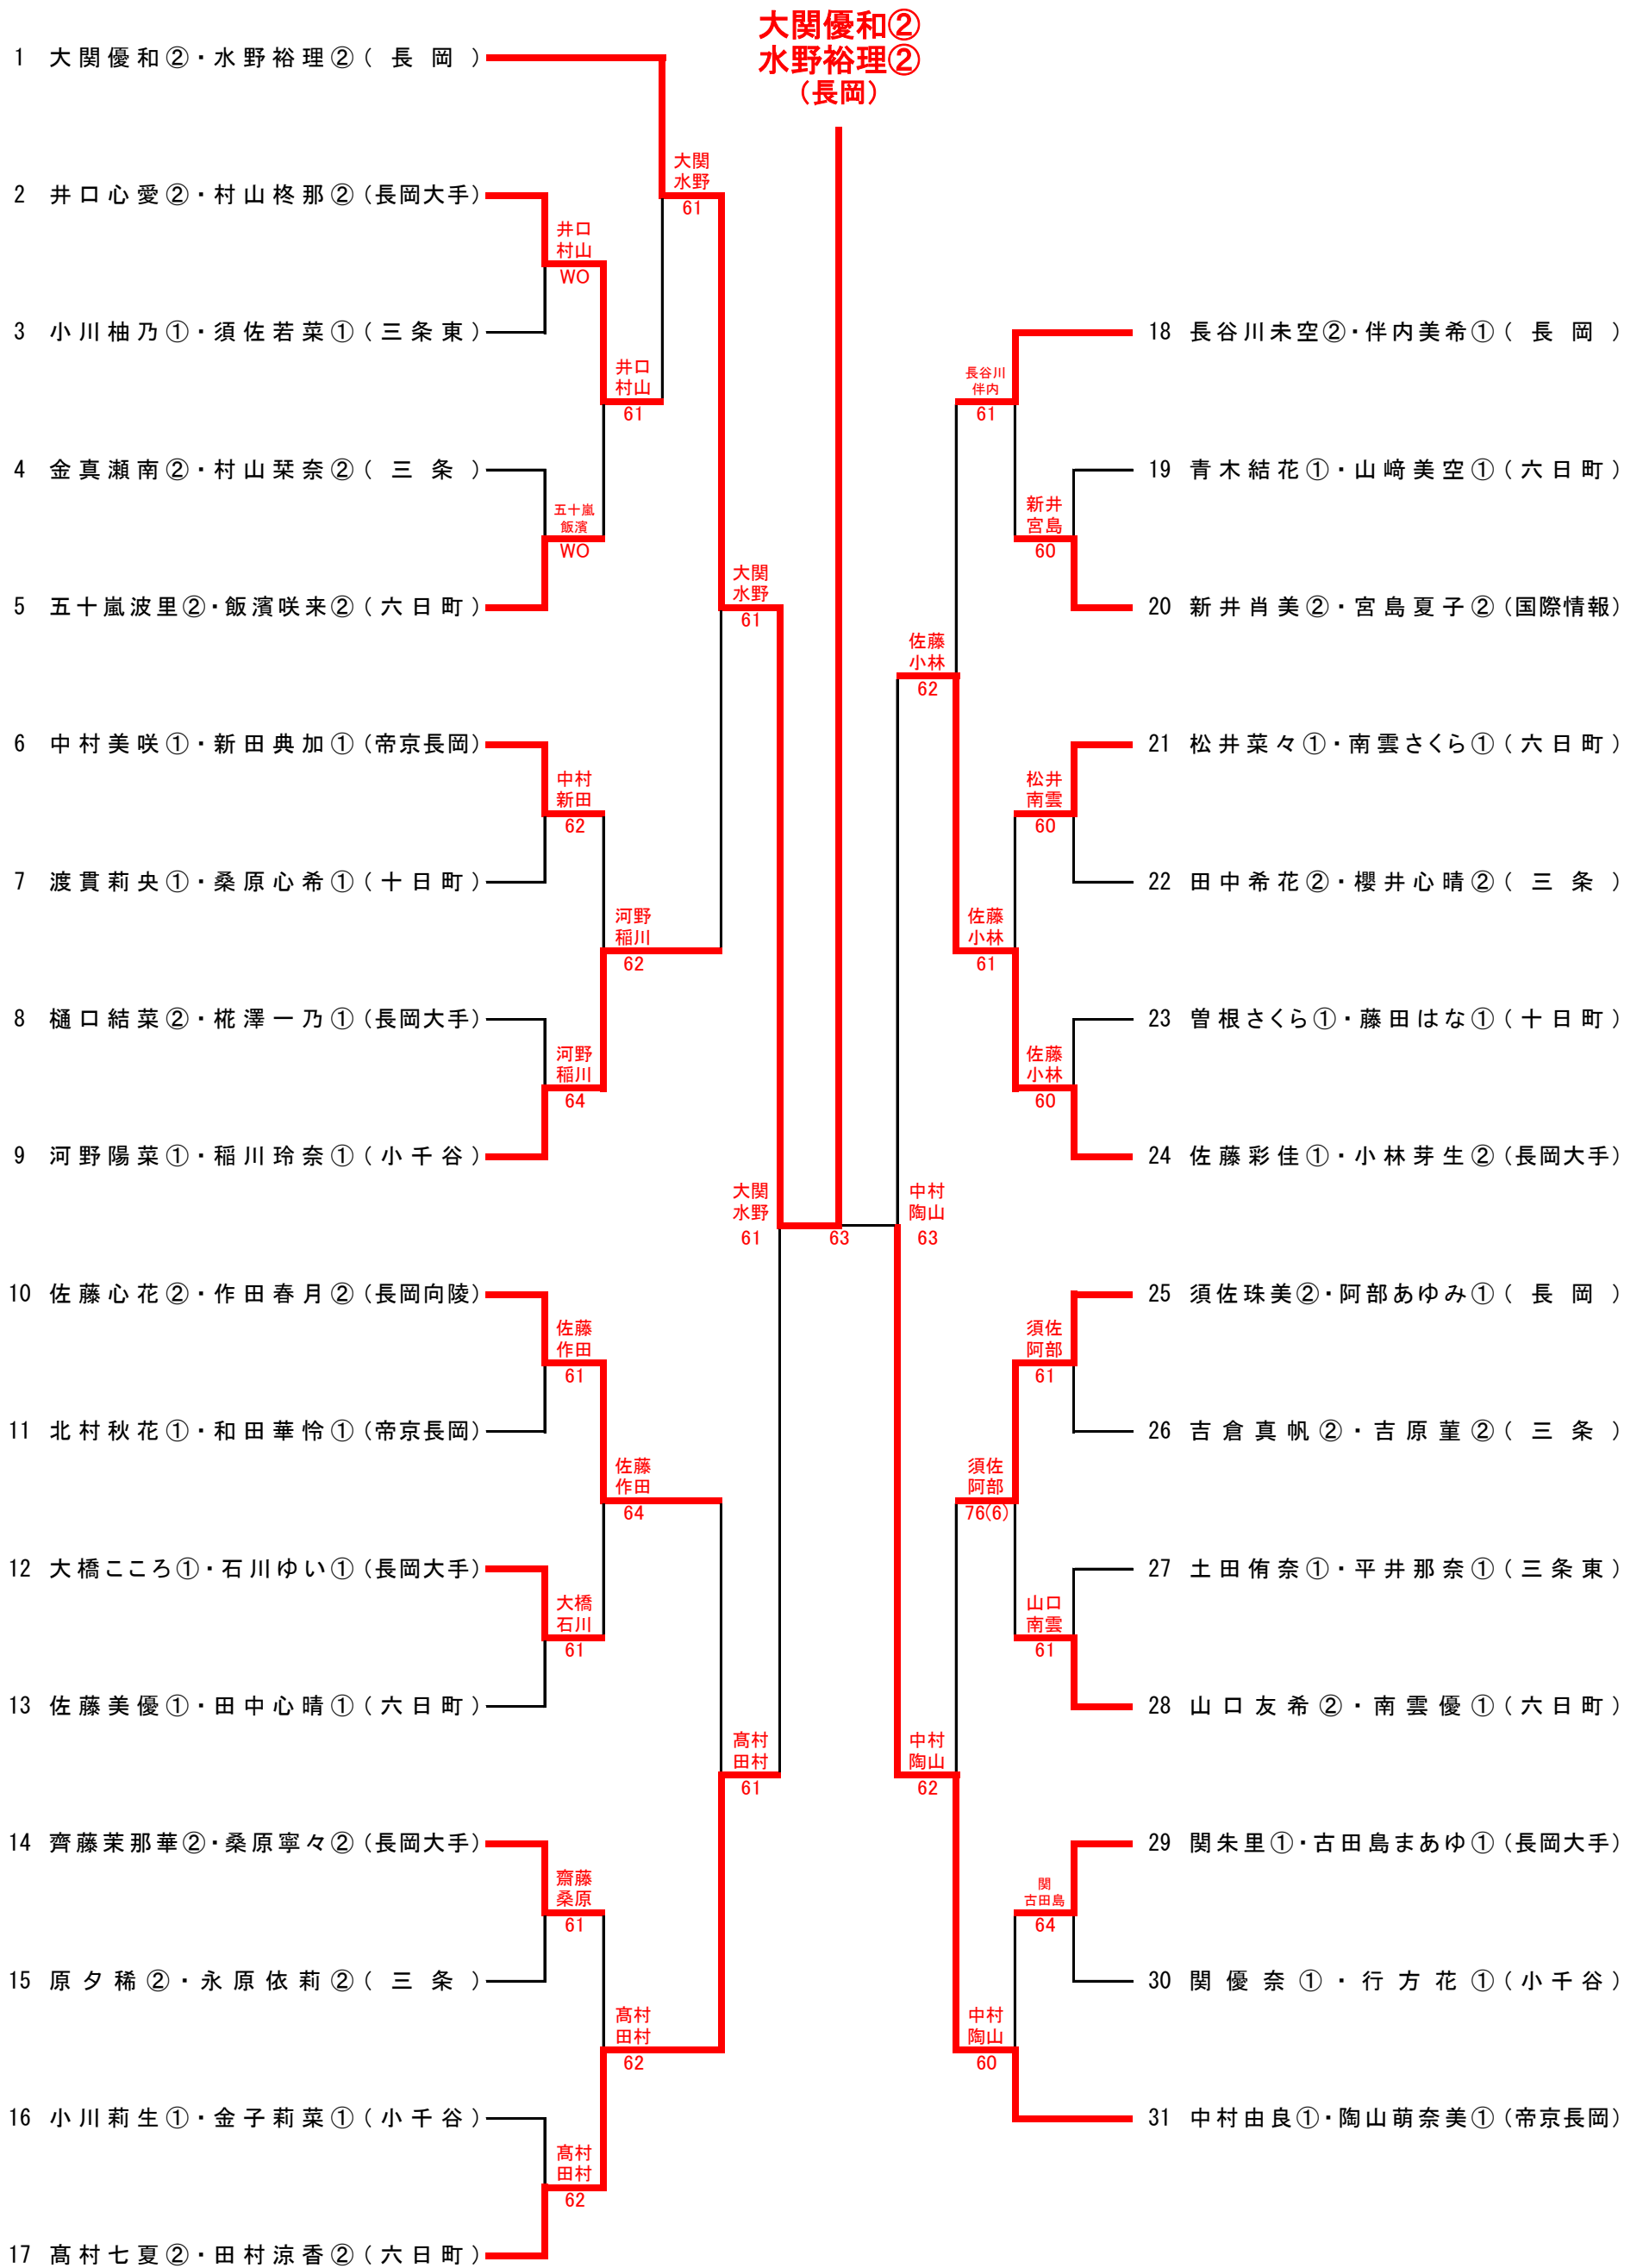 大関優和②
水野裕理②
(長岡)
1 大関優和②・水野裕理②(長岡)
2 井口心愛②・村山柊那②(長岡大手)
3 小川柚乃①・須佐若菜①(三条東)
4 金真瀬南②・村山栞奈②(三条)
5 五十嵐波里②・飯濱咲来②(六日町)
6 中村美咲①・新田典加①(帝京長岡)
7 渡貫莉央①・桑原心希①(十日町)
8 樋口結菜②・椛澤一乃①(長岡大手)
9 河野陽菜①・稲川玲奈①(小千谷)
10 佐藤心花②・作田春月②(長岡向陵)
11 北村秋花①・和田華怜①(帝京長岡)
12 大橋こころ①・石川ゆい①(長岡大手)
13 佐藤美優①・田中心晴①(六日町)
14 齊藤茉那華②・桑原寧々②(長岡大手)
15 原夕稀②・永原依莉②(三条)
16 小川莉生①・金子莉菜①(小千谷)
17 髙村七夏②・田村涼香②(六日町)
井口
村山
WO
五十嵐
飯濱
WO
中村
新田
62
河野
稲川
64
佐藤
作田
61
大橋
石川
61
齋藤
桑原
61
髙村
田村
62
井口
村山
61
河野
稲川
62
佐藤
作田
64
髙村
田村
62
大関
水野
61
大関
水野
61
髙村
田村
61
大関
水野
61
63
中村
陶山
63
佐藤
小林
62
中村
陶山
62
長谷川
伴内
61
佐藤
小林
61
須佐
阿部
76(6)
中村
陶山
60
新井
宮島
60
松井
南雲
60
佐藤
小林
60
須佐
阿部
61
山口
南雲
61
関
古田島
64
18 長谷川未空②・伴内美希①(長岡)
19 青木結花①・山﨑美空①(六日町)
20 新井肖美②・宮島夏子②(国際情報)
21 松井菜々①・南雲さくら①(六日町)
22 田中希花②・櫻井心晴②(三条)
23 曽根さくら①・藤田はな①(十日町)
24 佐藤彩佳①・小林芽生②(長岡大手)
25 須佐珠美②・阿部あゆみ①(長岡)
26 吉倉真帆②・吉原菫②(三条)
27 土田侑奈①・平井那奈①(三条東)
28 山口友希②・南雲優①(六日町)
29 関朱里①・古田島まあゆ①(長岡大手)
30 関優奈①・行方花①(小千谷)
31 中村由良①・陶山萌奈美①(帝京長岡)